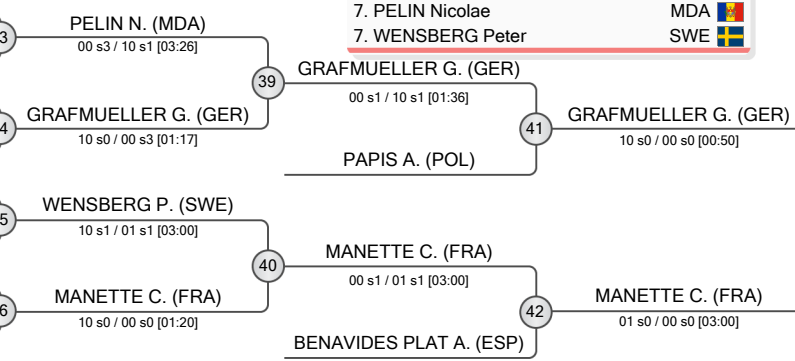 7. PELIN Nicolae MDA
7. WENSBERG Peter SWE
3
PELIN N. (MDA)
00 s3 / 10 s1 [03:26]
39
GRAFMUELLER G. (GER)
00 s1 / 10 s1 [01:36]
4
GRAFMUELLER G. (GER)
10 s0 / 00 s3 [01:17]
41
GRAFMUELLER G. (GER)
10 s0 / 00 s0 [00:50]
PAPIS A. (POL)
5
WENSBERG P. (SWE)
10 s1 / 01 s1 [03:00]
40
MANETTE C. (FRA)
00 s1 / 01 s1 [03:00]
6
MANETTE C. (FRA)
10 s0 / 00 s0 [01:20]
42
MANETTE C. (FRA)
01 s0 / 00 s0 [03:00]
BENAVIDES PLAT A. (ESP)